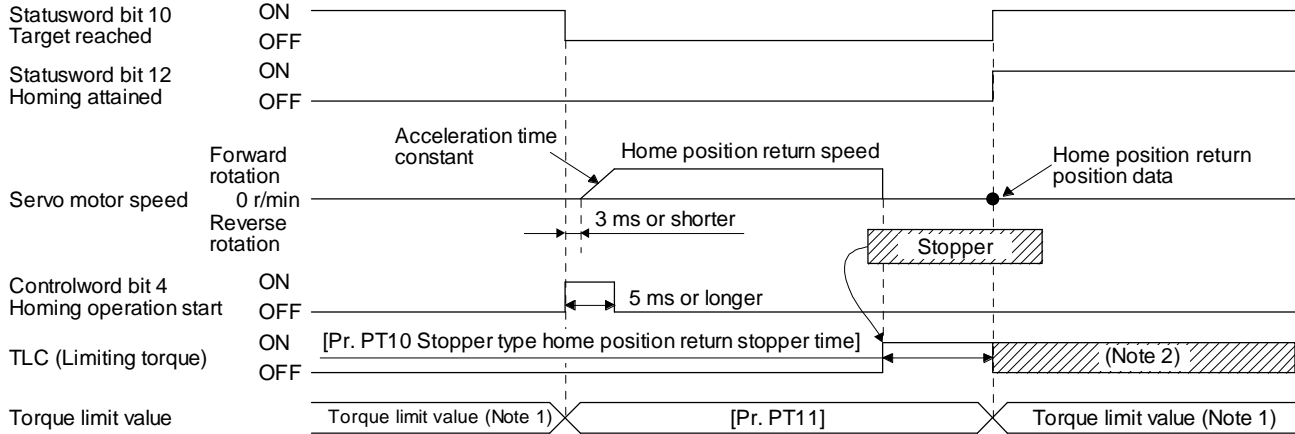 Statusword bit 10
Target reached
ON
OFF
Statusword bit 12
Homing attained
ON
OFF
Acceleration time
constant
Home position return speed
Home position return
position data
Servo motor speed
Forward
rotation
0 r/min
Reverse
rotation
3 ms or shorter
Stopper
Controlword bit 4
Homing operation start
ON
OFF
5 ms or longer
TLC (Limiting torque)
ON
OFF
[Pr. PT10 Stopper type home position return stopper time]
(Note 2)
Torque limit value
Torque limit value (Note 1)
[Pr. PT11]
Torque limit value (Note 1)